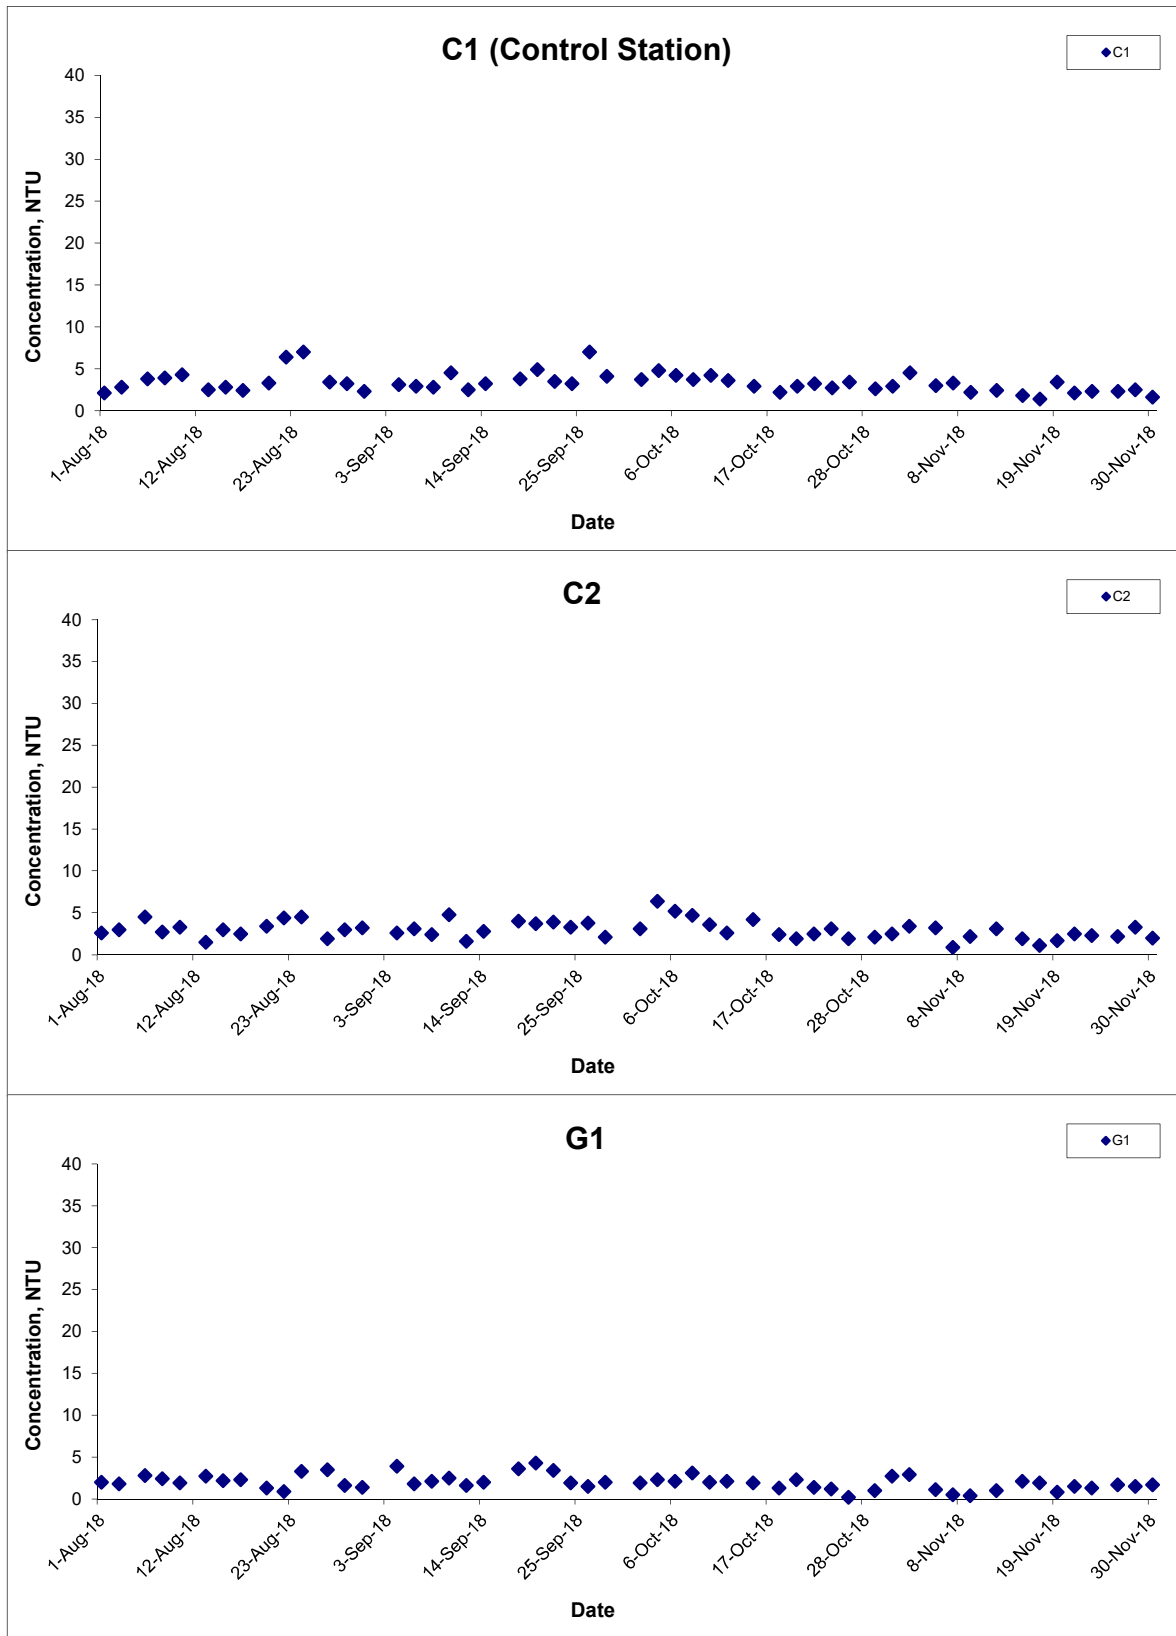 C1 (Control Station)
C1
40
35
30
25
20
15
10
5
0
Concentration, NTU
1-Aug-18
12-Aug-18
23-Aug-18
3-Sep-18
14-Sep-18
25-Sep-18
6-Oct-18
17-Oct-18
28-Oct-18
8-Nov-18
19-Nov-18
30-Nov-18
Date
C2
C2
40
35
30
25
20
15
10
5
0
Concentration, NTU
1-Aug-18
12-Aug-18
23-Aug-18
3-Sep-18
14-Sep-18
25-Sep-18
6-Oct-18
17-Oct-18
28-Oct-18
8-Nov-18
19-Nov-18
30-Nov-18
Date
G1
G1
40
35
30
25
20
15
10
5
0
Concentration, NTU
1-Aug-18
12-Aug-18
23-Aug-18
3-Sep-18
14-Sep-18
25-Sep-18
6-Oct-18
17-Oct-18
28-Oct-18
8-Nov-18
19-Nov-18
30-Nov-18
Date